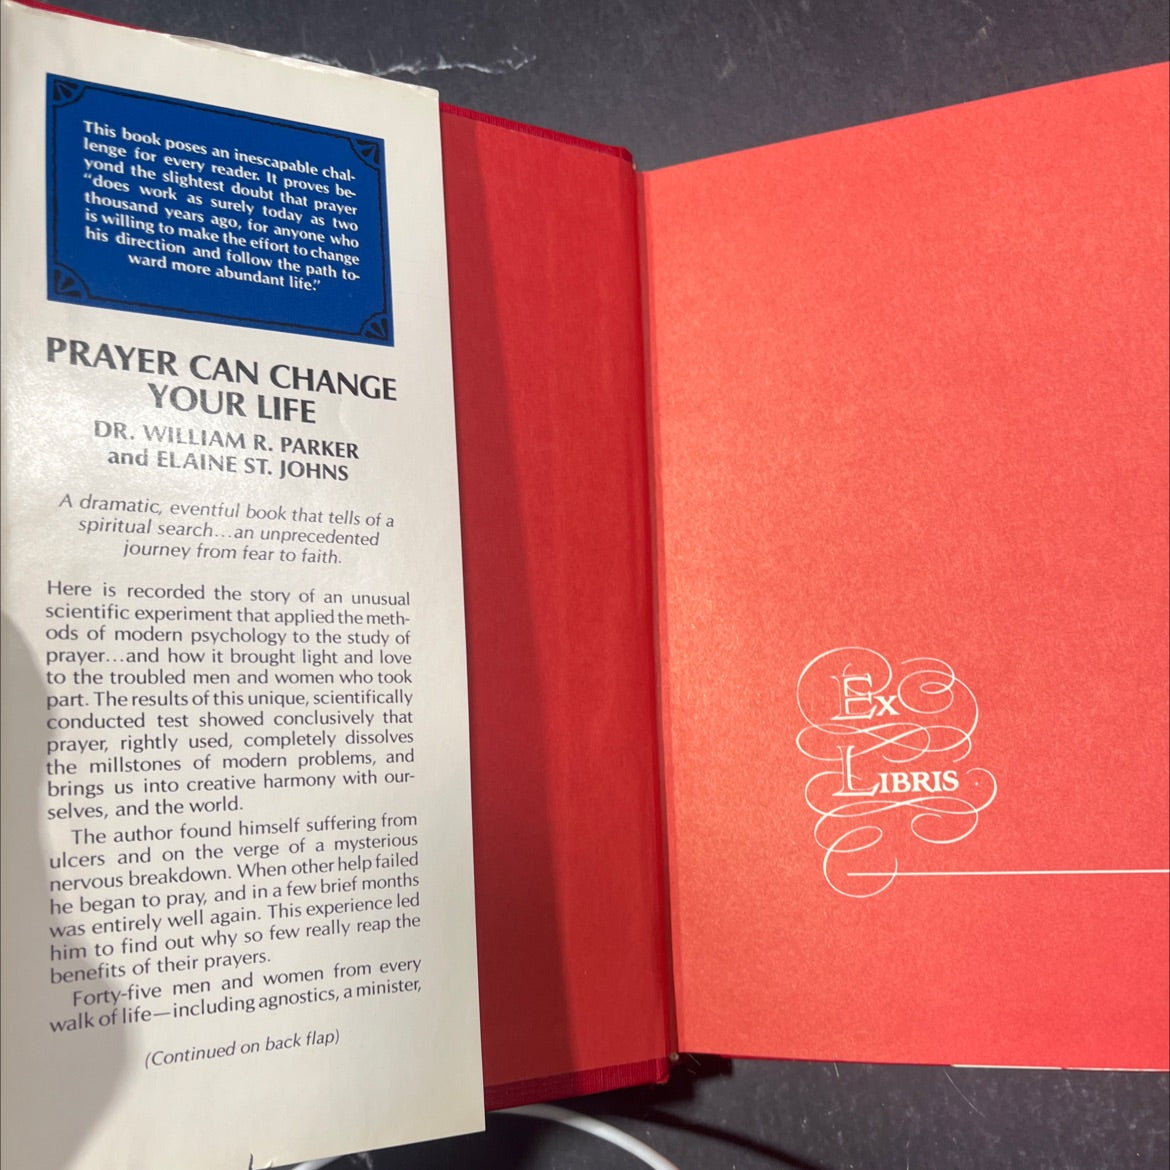 This book poses an inescapable chal-
lenge for every reader. It proves be-
yond the slightest doubt that prayer
“does work as surely today as two
thousand years ago, for anyone who
is willing to make the effort to change
his direction and follow the path to-
ward more abundant life.”
PRAYER CAN CHANGE
YOUR LIFE
DR. WILLIAM R. PARKER
and ELAINE ST. JOHNS
A dramatic, eventful book that tells of a
spiritual search...an unprecedented
journey from fear to faith.
Here is recorded the story of an unusual
scientific experiment that applied the meth-
ods of modern psychology to the study of
prayer...and how it brought light and love
to the troubled men and women who took
part. The results of this unique, scientifically
conducted test showed conclusively that
prayer, rightly used, completely dissolves
the millstones of modern problems, and
brings us into creative harmony with our-
selves, and the world.
The author found himself suffering from
ulcers and on the verge of a mysterious
nervous breakdown. When other help failed
he began to pray, and in a few brief months
was entirely well again. This experience led
him to find out why so few really reap the
benefits of their prayers.
Forty-five men and women from every
walk of life—including agnostics, a minister,
(Continued on back flap)
EX
LIBRIS